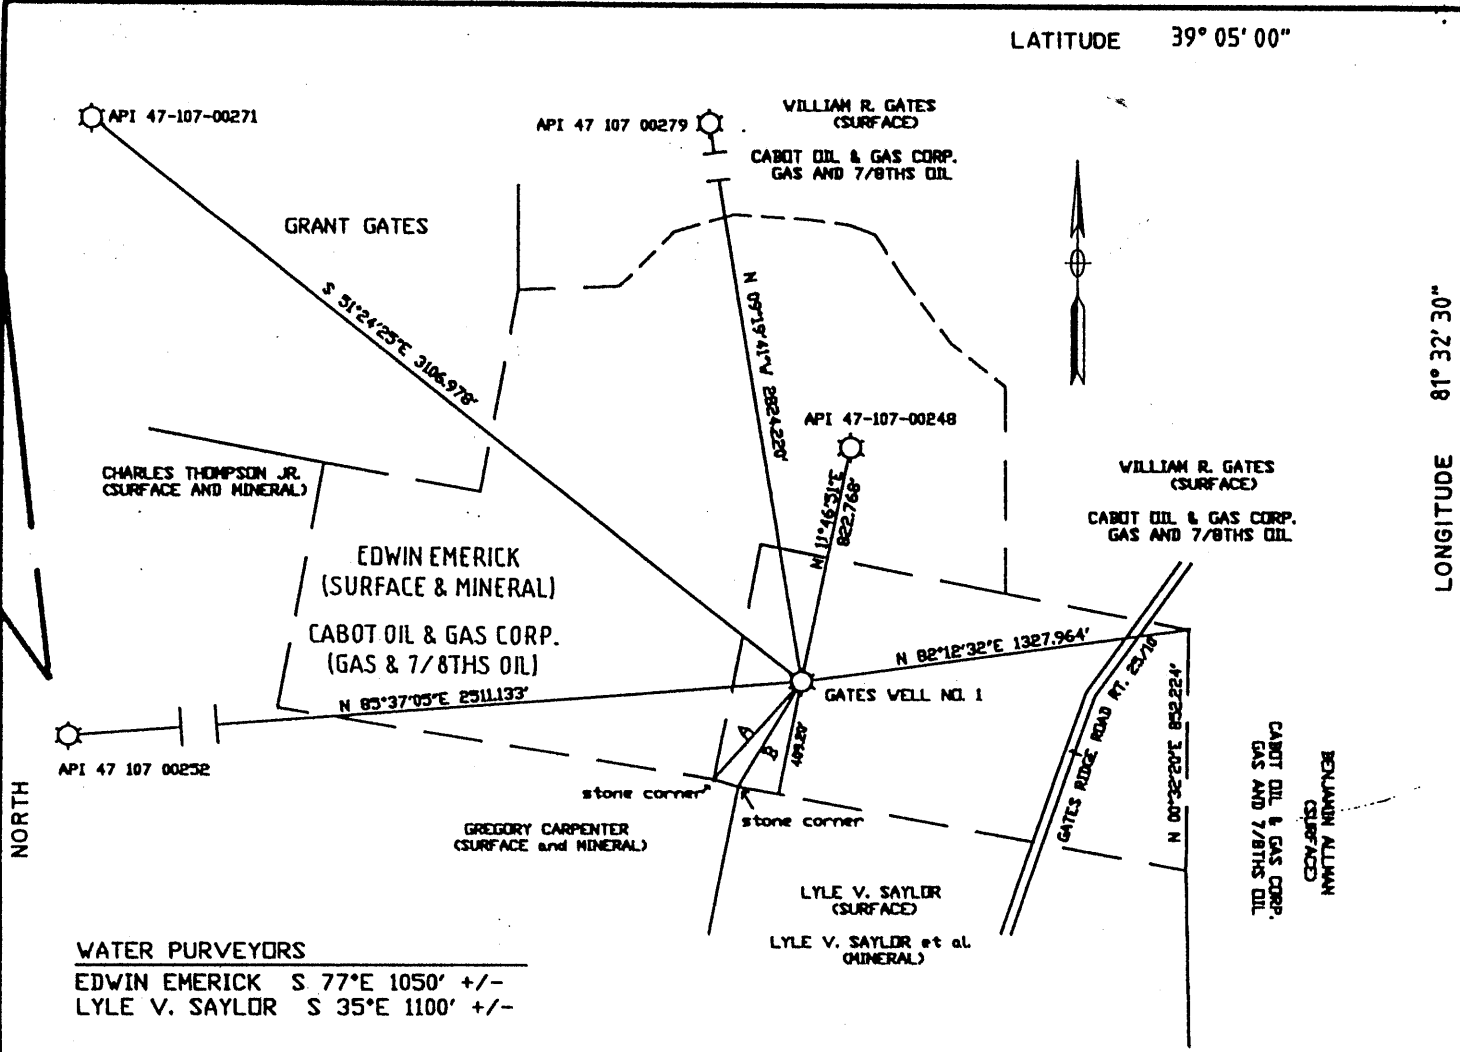 LATITUDE 39° 05' 00"
API 47-107-00271
API 47 107 00279
WILLIAM R. GATES
(SURFACE)
CABOT OIL & GAS CORP.
GAS AND 7/8THS OIL
GRANT GATES
S 51°24'25"E 3106.978'
N 09°19'41"W 2824.220'
LONGITUDE 81° 32' 30"
API 47-107-00248
N 11°46'51"E
822.768'
CHARLES THOMPSON JR.
(SURFACE AND MINERAL)
WILLIAM R. GATES
(SURFACE)
CABOT OIL & GAS CORP.
GAS AND 7/8THS OIL
EDWIN EMERICK
(SURFACE & MINERAL)
CABOT OIL & GAS CORP.
(GAS & 7/8THS OIL)
N 82°12'32"E 1327.964'
N 85°37'05"E 2511.133'
GATES WELL NO. 1
GATES RIDGE ROAD RT. 23/10
N 00°32'20"E 852.224'
A
B
499.20'
API 47 107 00252
stone corner
stone corner
NORTH
GREGORY CARPENTER
(SURFACE and MINERAL)
BENJAMIN ALLMAN
(SURFACE)
CABOT OIL & GAS CORP.
GAS AND 7/8THS OIL
LYLE V. SAYLOR
(SURFACE)
LYLE V. SAYLOR et al.
(MINERAL)
WATER PURVEYORS
EDWIN EMERICK S 77°E 1050' +/-
LYLE V. SAYLOR S 35°E 1100' +/-